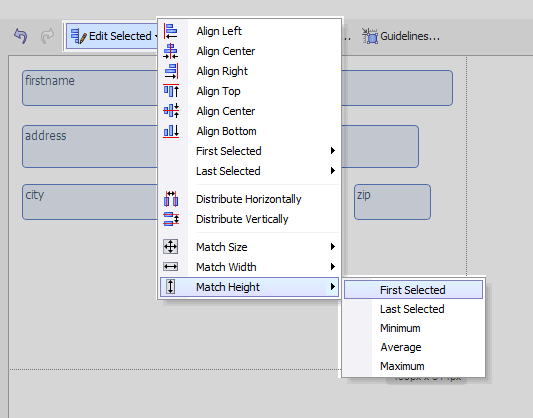 Edit Selected
... Guidelines...
Align Left
Align Center
Align Right
Align Top
Align Center
Align Bottom
First Selected
Last Selected
Distribute Horizontally
Distribute Vertically
Match Size
Match Width
Match Height
First Selected
Last Selected
Minimum
Average
Maximum
firstname
address
city
zip